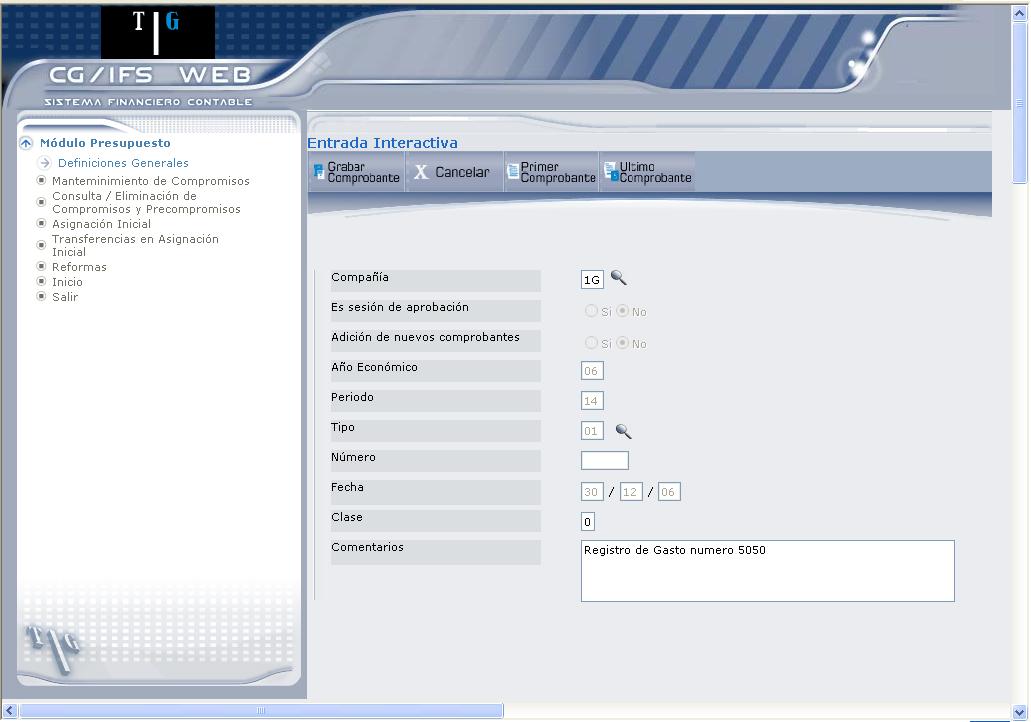 T G
CG/IFS WEB
SISTEMA FINANCIERO CONTABLE
Módulo Presupuesto
Definiciones Generales
Manteminimiento de Compromisos
Consulta / Eliminación de
Compromisos y Precompromisos
Asignación Inicial
Transferencias en Asignación
Inicial
Reformas
Inicio
Salir
T G
Entrada Interactiva
Grabar
Comprobante
X Cancelar
Primer
Comprobante
Ultimo
Comprobante
Compañía 1G
Es sesión de aprobación Si No
Adición de nuevos comprobantes Si No
Año Económico 06
Periodo 14
Tipo 01
Número
Fecha 30 / 12 / 06
Clase 0
Comentarios Registro de Gasto numero 5050